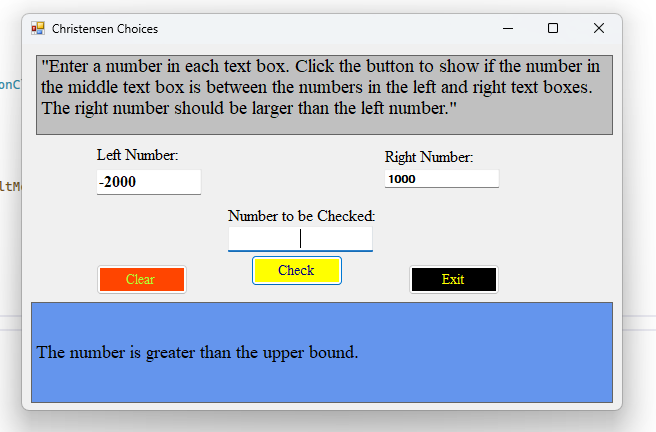 Christensen Choices
"Enter a number in each text box. Click the button to show if the number in
the middle text box is between the numbers in the left and right text boxes.
The right number should be larger than the left number."
Left Number:
Right Number:
-2000
1000
Number to be Checked:
Check
Clear
Exit
The number is greater than the upper bound.